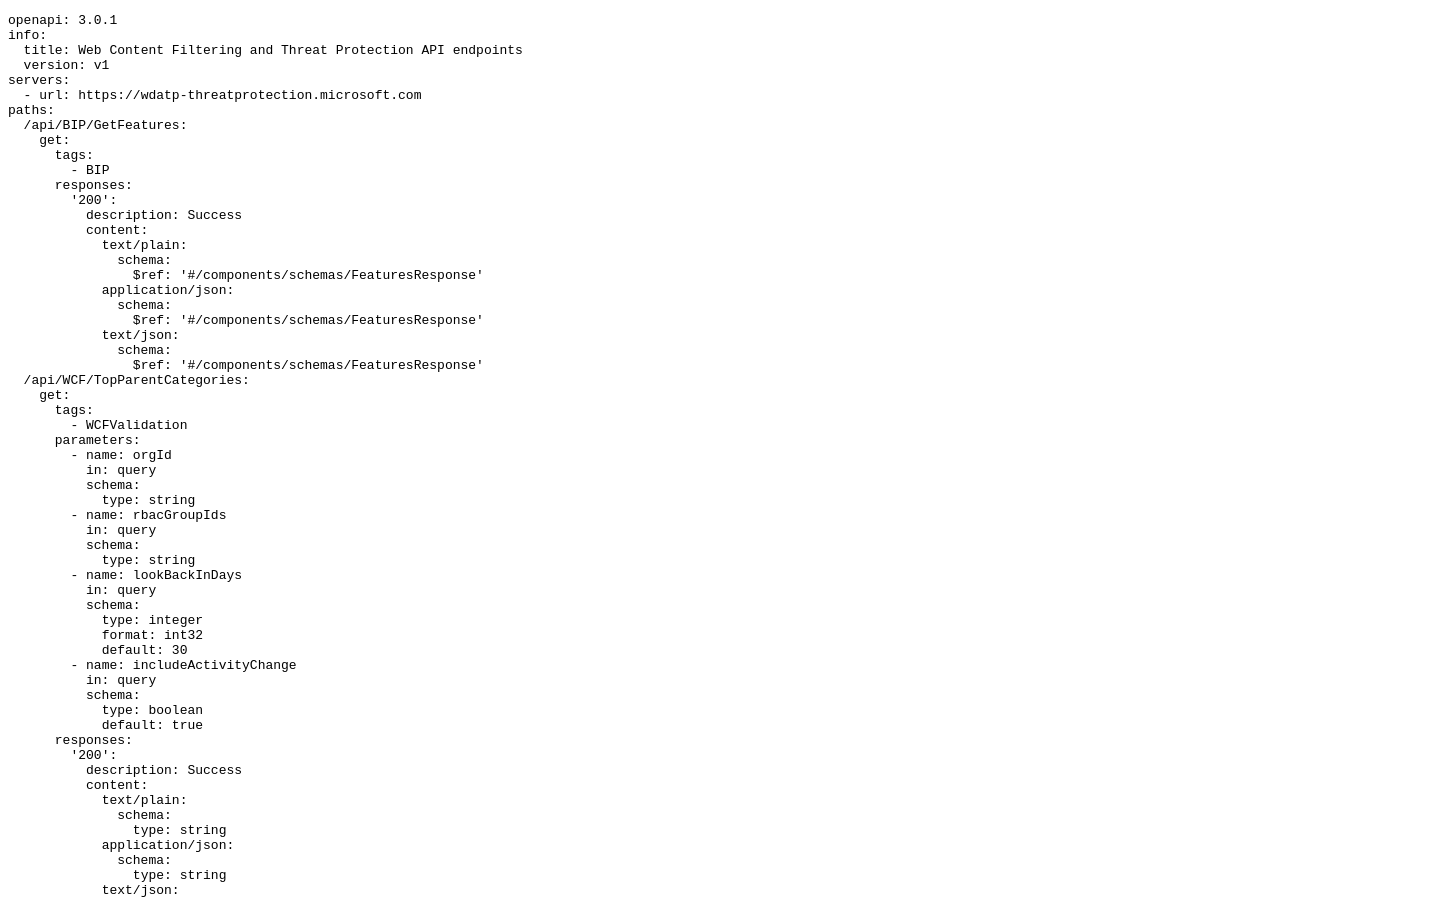 openapi: 3.0.1
info:
  title: Web Content Filtering and Threat Protection API endpoints
  version: v1
servers:
  - url: https://wdatp-threatprotection.microsoft.com
paths:
  /api/BIP/GetFeatures:
    get:
      tags:
        - BIP
      responses:
        '200':
          description: Success
          content:
            text/plain:
              schema:
                $ref: '#/components/schemas/FeaturesResponse'
            application/json:
              schema:
                $ref: '#/components/schemas/FeaturesResponse'
            text/json:
              schema:
                $ref: '#/components/schemas/FeaturesResponse'
  /api/WCF/TopParentCategories:
    get:
      tags:
        - WCFValidation
      parameters:
        - name: orgId
          in: query
          schema:
            type: string
        - name: rbacGroupIds
          in: query
          schema:
            type: string
        - name: lookBackInDays
          in: query
          schema:
            type: integer
            format: int32
            default: 30
        - name: includeActivityChange
          in: query
          schema:
            type: boolean
            default: true
      responses:
        '200':
          description: Success
          content:
            text/plain:
              schema:
                type: string
            application/json:
              schema:
                type: string
            text/json: